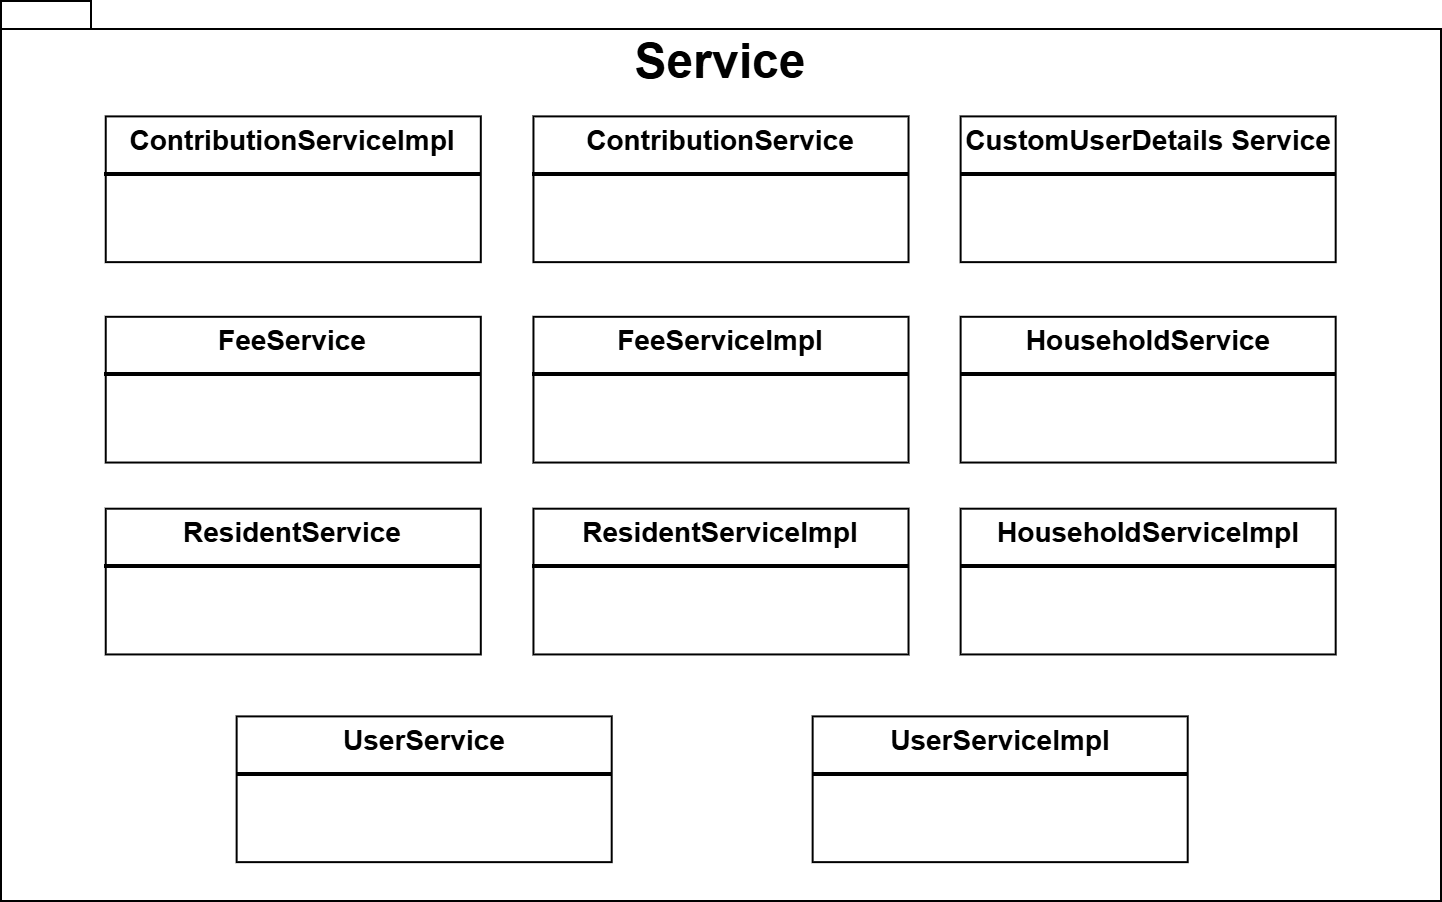 Service
ContributionServiceImpl
ContributionService
CustomUserDetails Service
FeeService
FeeServiceImpl
HouseholdService
ResidentService
ResidentServiceImpl
HouseholdServiceImpl
UserService
UserServiceImpl